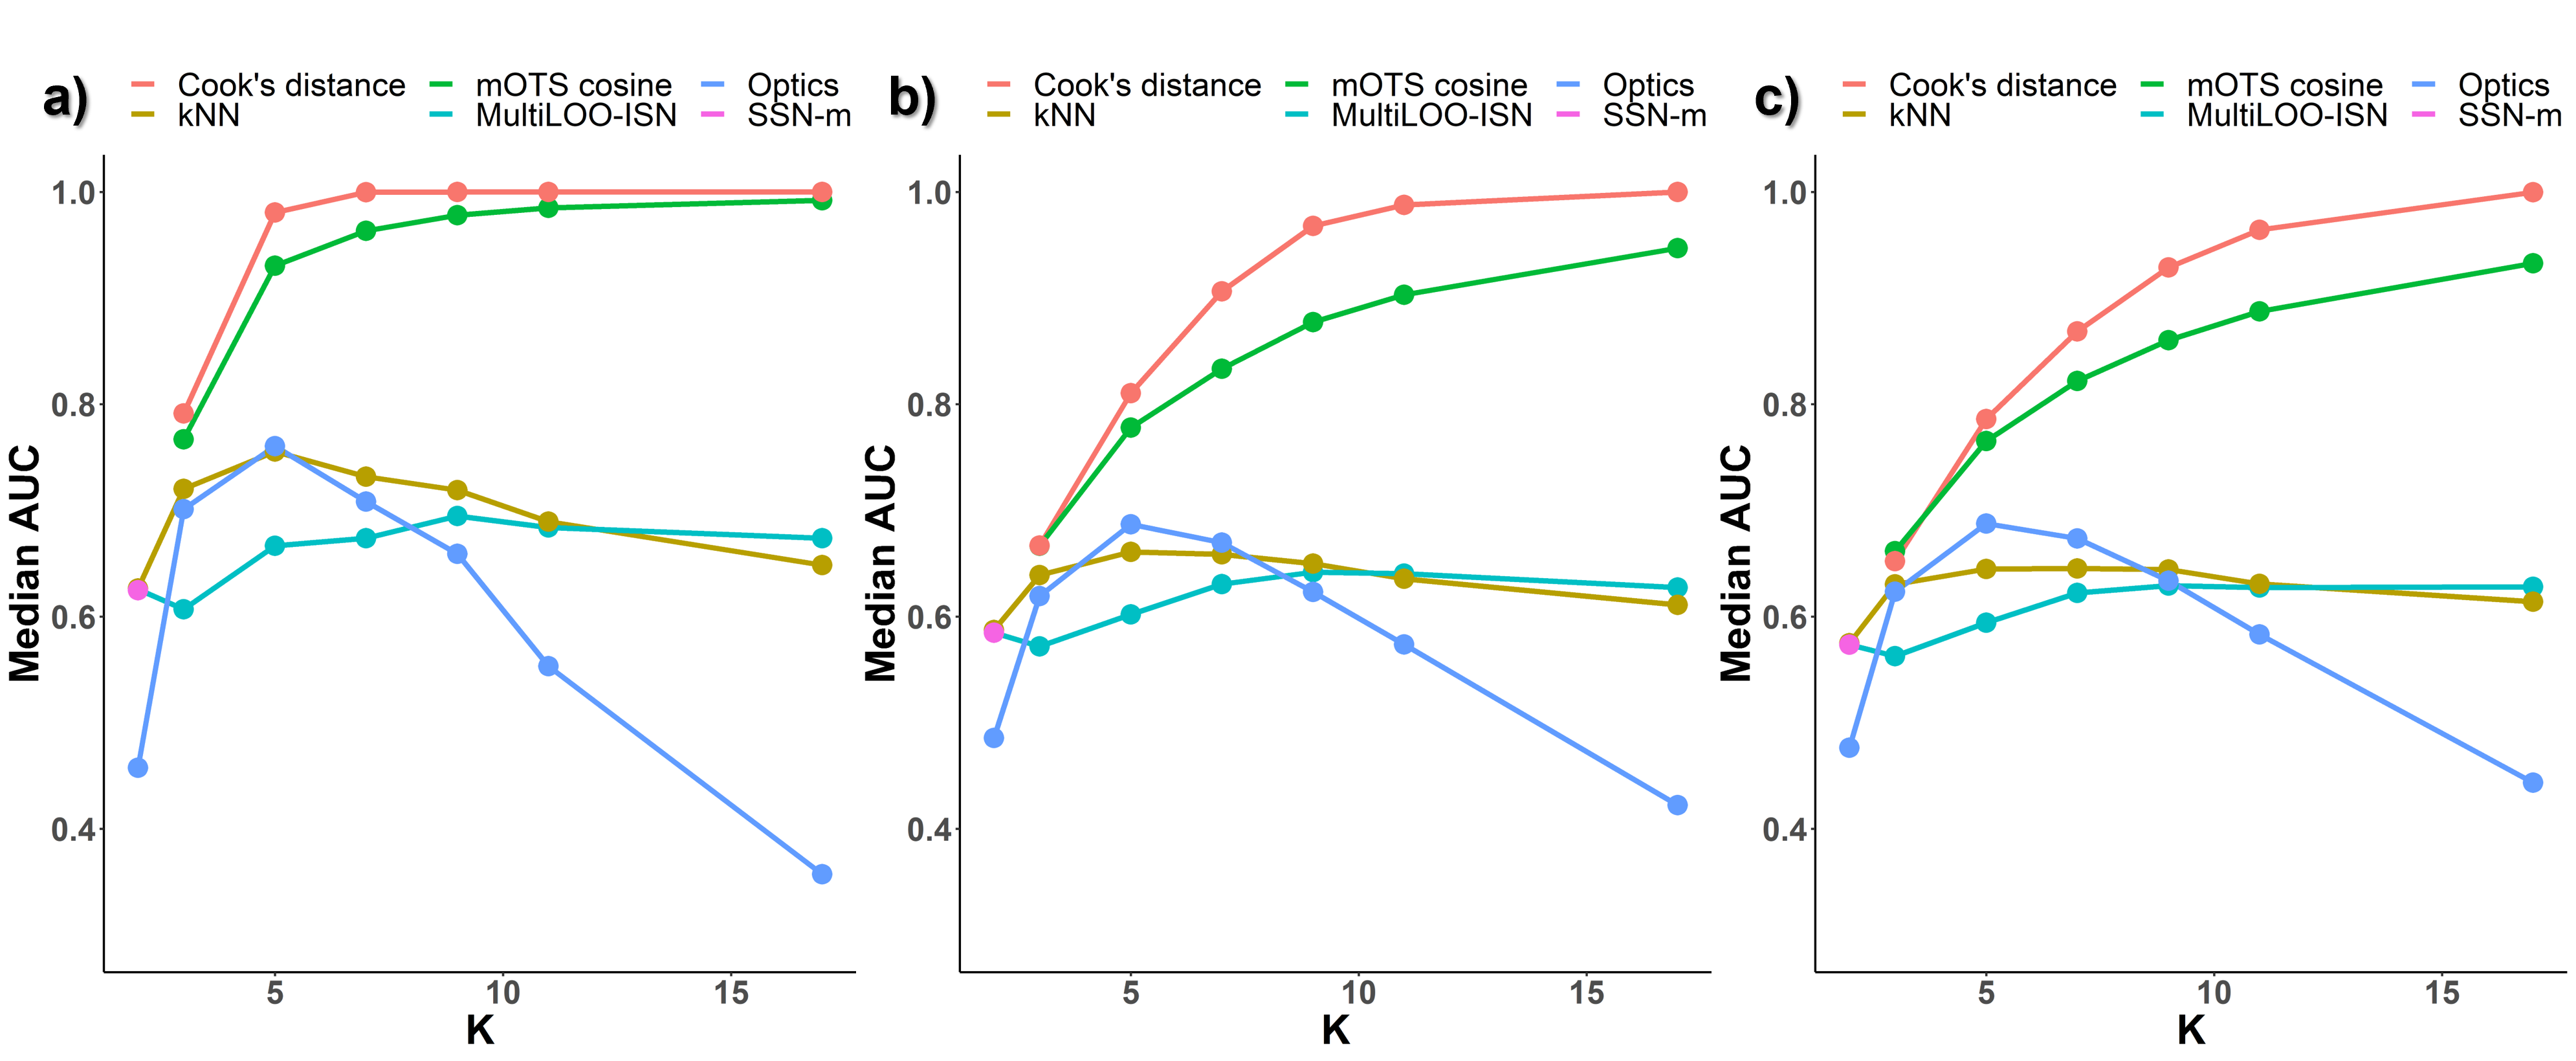 a) Cook's distance mOTS cosine Optics
kNN MultiLOO-ISN SSN-m
1.0
0.8
0.6
0.4
Median AUC
5 10 15
K
b) Cook's distance mOTS cosine Optics
kNN MultiLOO-ISN SSN-m
1.0
0.8
0.6
0.4
Median AUC
5 10 15
K
c) Cook's distance mOTS cosine Optics
kNN MultiLOO-ISN SSN-m
1.0
0.8
0.6
0.4
Median AUC
5 10 15
K